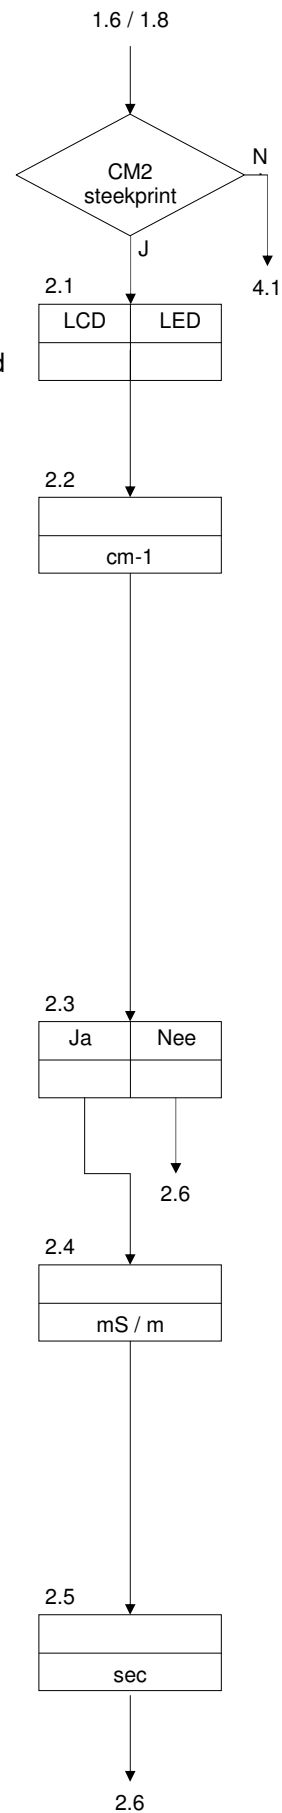 1.6 / 1.8
CM2
steekprint
N
J
4.1
2.1
LCD LED
d
2.2
cm-1
2.3
Ja Nee
2.6
2.4
mS / m
2.5
sec
2.6